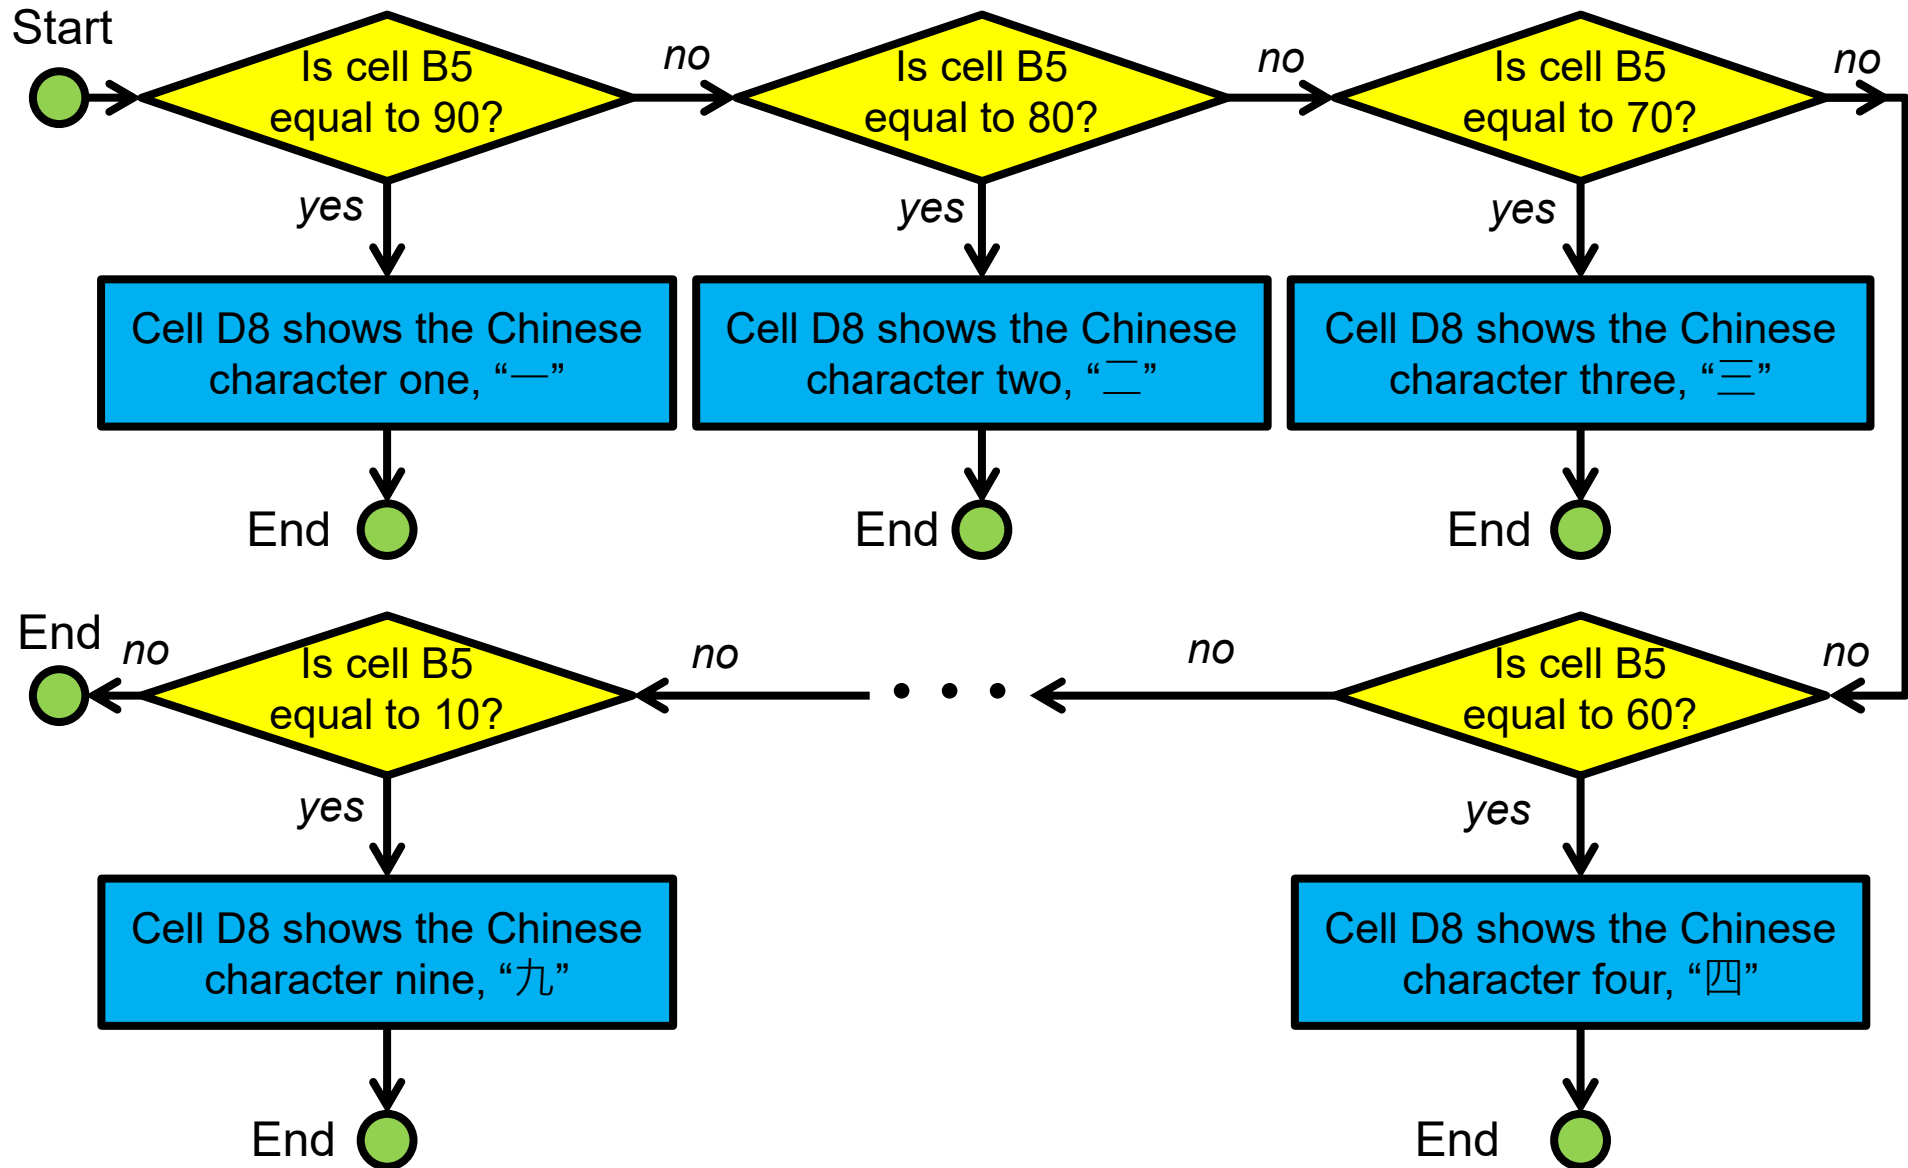 Start
Is cell B5
equal to 90?
no
Is cell B5
equal to 80?
no
Is cell B5
equal to 70?
no
yes
yes
yes
Cell D8 shows the Chinese
character one, “一”
Cell D8 shows the Chinese
character two, “二”
Cell D8 shows the Chinese
character three, “三”
End
End
End
End
no
Is cell B5
equal to 10?
no
• • •
no
Is cell B5
equal to 60?
no
yes
yes
Cell D8 shows the Chinese
character nine, “九”
Cell D8 shows the Chinese
character four, “四”
End
End